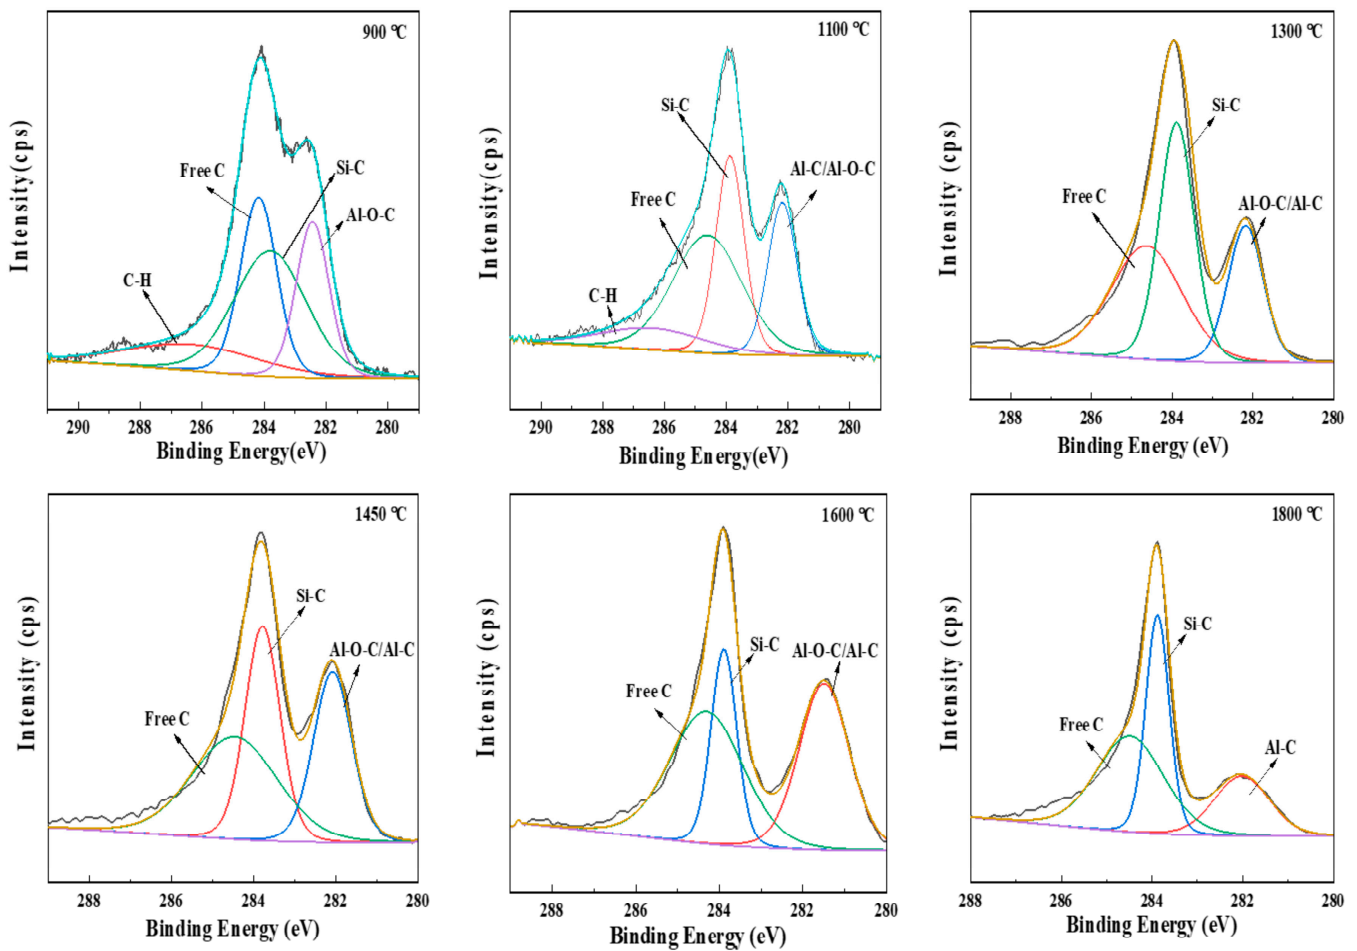 900 ℃
Intensity(cps)
Free C
Si-C
Al-O-C
C-H
290 288 286 284 282 280
Binding Energy(eV)
1100 ℃
Intensity(cps)
Si-C
Al-C/Al-O-C
Free C
C-H
290 288 286 284 282 280
Binding Energy(eV)
1300 ℃
Intensity (cps)
Si-C
Free C
Al-O-C/Al-C
288 286 284 282 280
Binding Energy (eV)
1450 ℃
Intensity (cps)
Si-C
Al-O-C/Al-C
Free C
288 286 284 282 280
Binding Energy (eV)
1600 ℃
Intensity (cps)
Si-C
Al-O-C/Al-C
Free C
288 286 284 282 280
Binding Energy (eV)
1800 ℃
Intensity (cps)
Si-C
Free C
Al-C
288 286 284 282 280
Binding Energy (eV)